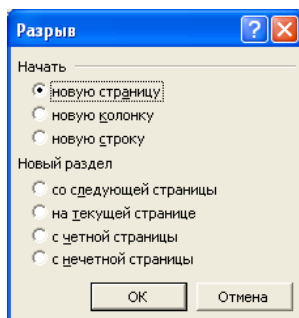 Разрыв
Начать
новую страницу
новую колонку
новую строку
Новый раздел
со следующей страницы
на текущей странице
с четной страницы
с нечетной страницы
ОК
Отмена